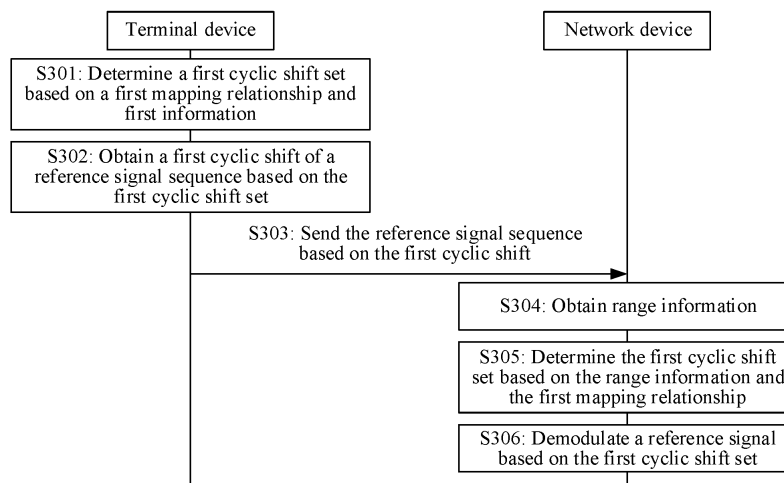 Terminal device
Network device
S301: Determine a first cyclic shift set
based on a first mapping relationship and
first information
S302: Obtain a first cyclic shift of a
reference signal sequence based on the
first cyclic shift set
S303: Send the reference signal sequence
based on the first cyclic shift
S304: Obtain range information
S305: Determine the first cyclic shift
set based on the range information and
the first mapping relationship
S306: Demodulate a reference signal
based on the first cyclic shift set